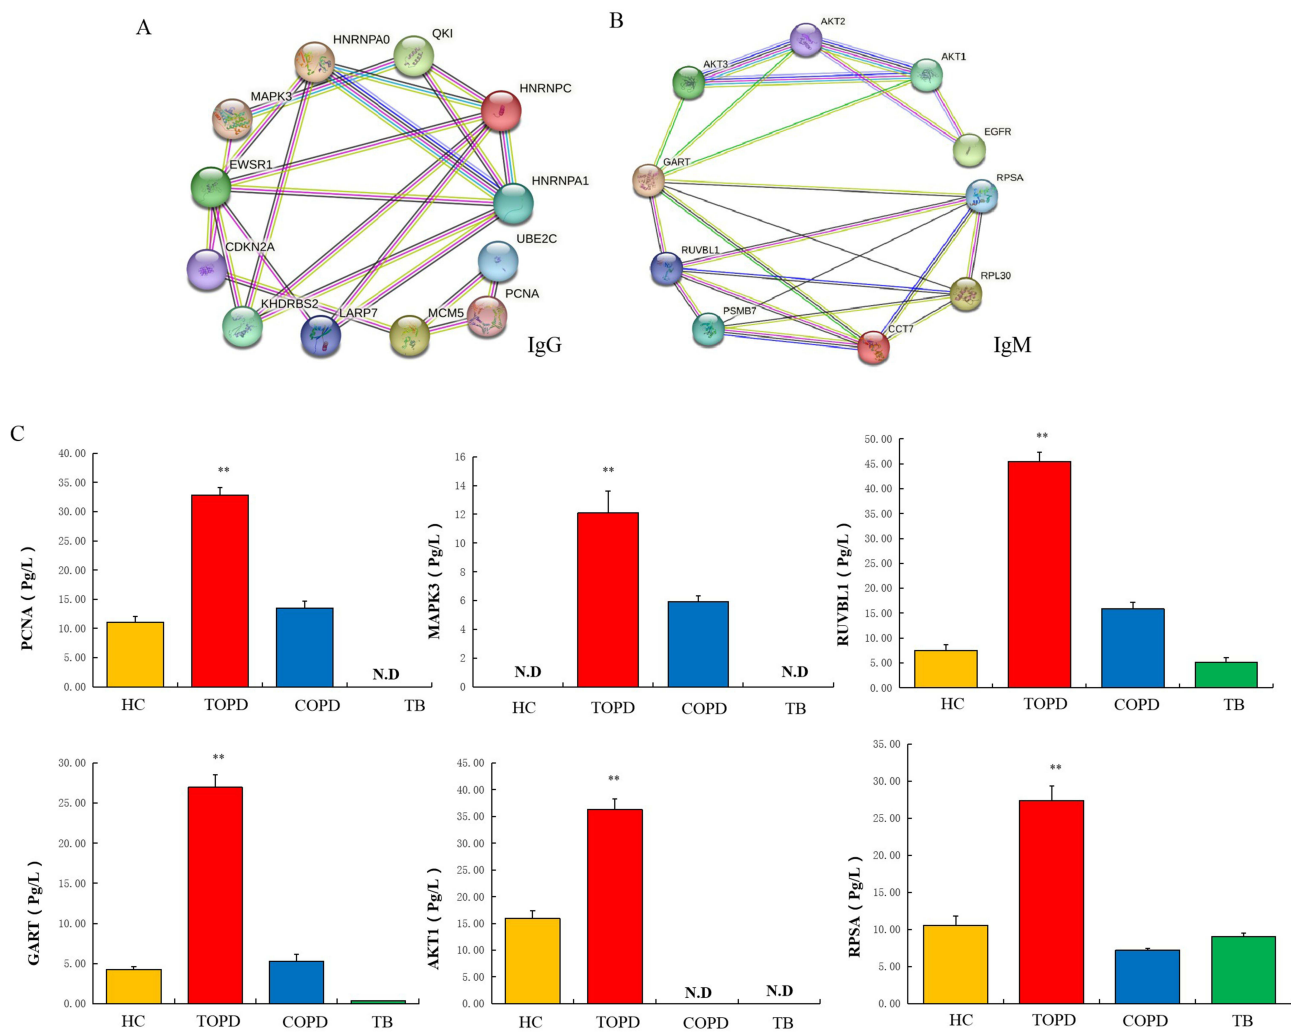 A
HNRNPA0
QKI
HNRNPC
MAPK3
EWSR1
HNRNPA1
CDKN2A
UBE2C
KHDRBS2
LARP7
MCM5
PCNA
IgG
B
AKT2
AKT3
AKT1
EGFR
GART
RPSA
RUVBL1
RPL30
PSMB7
CCT7
IgM
C
PCNA ( Pg/L )
40.00
35.00
30.00
25.00
20.00
15.00
10.00
5.00
0.00
**
N.D
HC TOPD COPD TB
MAPK3 ( Pg/L )
16
14
12
10
8
6
4
2
0
**
N.D
N.D
HC TOPD COPD TB
RUVBL1 ( Pg/L )
50.00
45.00
40.00
35.00
30.00
25.00
20.00
15.00
10.00
5.00
0.00
**
HC TOPD COPD TB
GART ( Pg/L )
30.00
25.00
20.00
15.00
10.00
5.00
0.00
**
HC TOPD COPD TB
AKT1 ( Pg/L )
45.00
40.00
35.00
30.00
25.00
20.00
15.00
10.00
5.00
0.00
**
N.D
N.D
HC TOPD COPD TB
RPSA ( Pg/L )
35.00
30.00
25.00
20.00
15.00
10.00
5.00
0.00
**
HC TOPD COPD TB